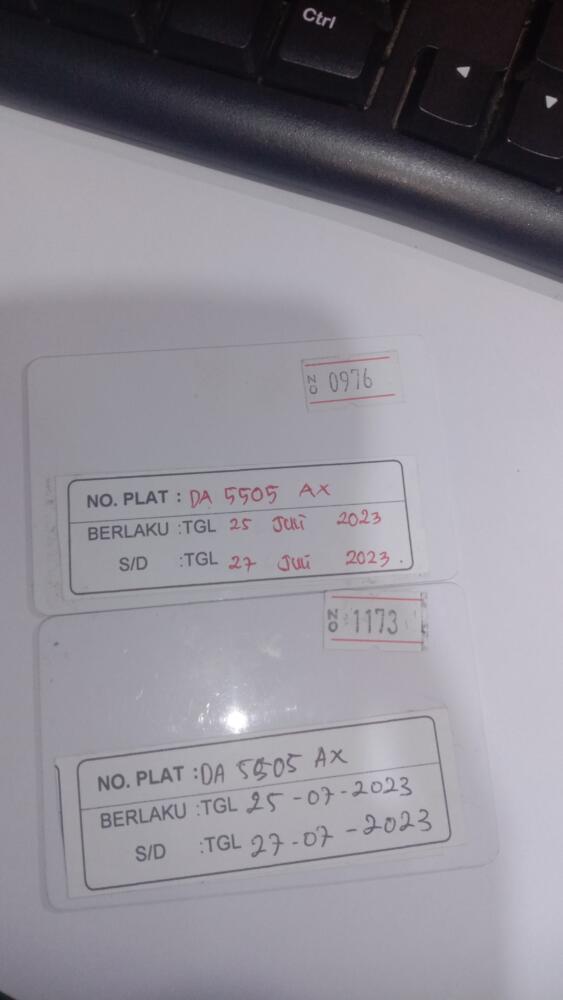 Ctrl
NO 0976
NO. PLAT : DA 5505 AX
BERLAKU :TGL 25 Juli 2023
S/D :TGL 27 Juli 2023.
NO 1173
NO. PLAT :DA 5505 AX
BERLAKU :TGL 25-07-2023
S/D :TGL 27-07-2023